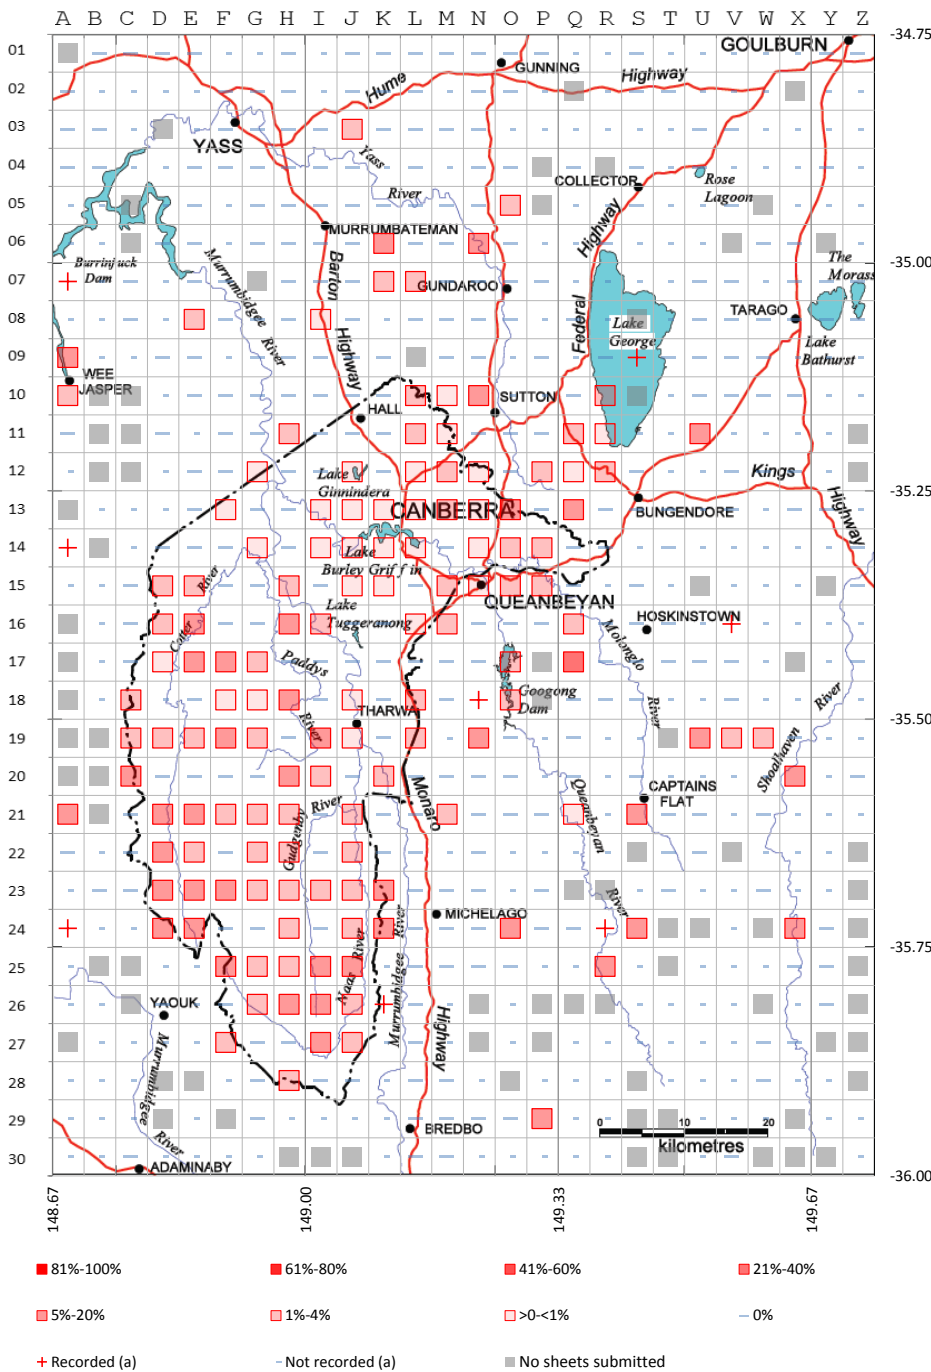 A B C D E F G H I J K L M N O P Q R S T U V W X Y Z
01
-34.75
GOULBURN
GUNNING
Hume
Highway
02
03
YASS
Yass
04
COLLECTOR
Rose
Lagoon
River
05
MURRUMBATEMAN
Highway
06
Burrinjuck
Dam
Murrumbidgee
River
Barton
Highway
-35.00
The
Morass
07
GUNDAROO
08
Federal
Lake
George
TARAGO
Lake
Bathurst
09
WEE
JASPER
10
HALL
SUTTON
11
12
Lake
Ginnindera
Kings
Highway
-35.25
13
CANBERRA
BUNGENDORE
14
Lake
Burley Griffin
15
River
QUEANBEYAN
16
Cotter
Lake
Tuggeranong
HOSKINSTOWN
Molonglo
River
17
Paddys
River
18
Googong
Dam
THARWA
River
-35.50
19
Shoalhaven
20
Monaro
Queanbeyan
CAPTAINS
FLAT
21
River
Gudgenby
22
23
River
MICHELAGO
River
24
River
-35.75
25
Naas
Murrumbidgee
26
YAOUK
Highway
27
Murrumbidgee
28
29
BREDBO
0 10 20
kilometres
River
30
ADAMINABY
-36.00
148.67
149.00
149.33
149.67
81%-100%
61%-80%
41%-60%
21%-40%
5%-20%
1%-4%
>0-<1%
0%
Recorded (a)
Not recorded (a)
No sheets submitted